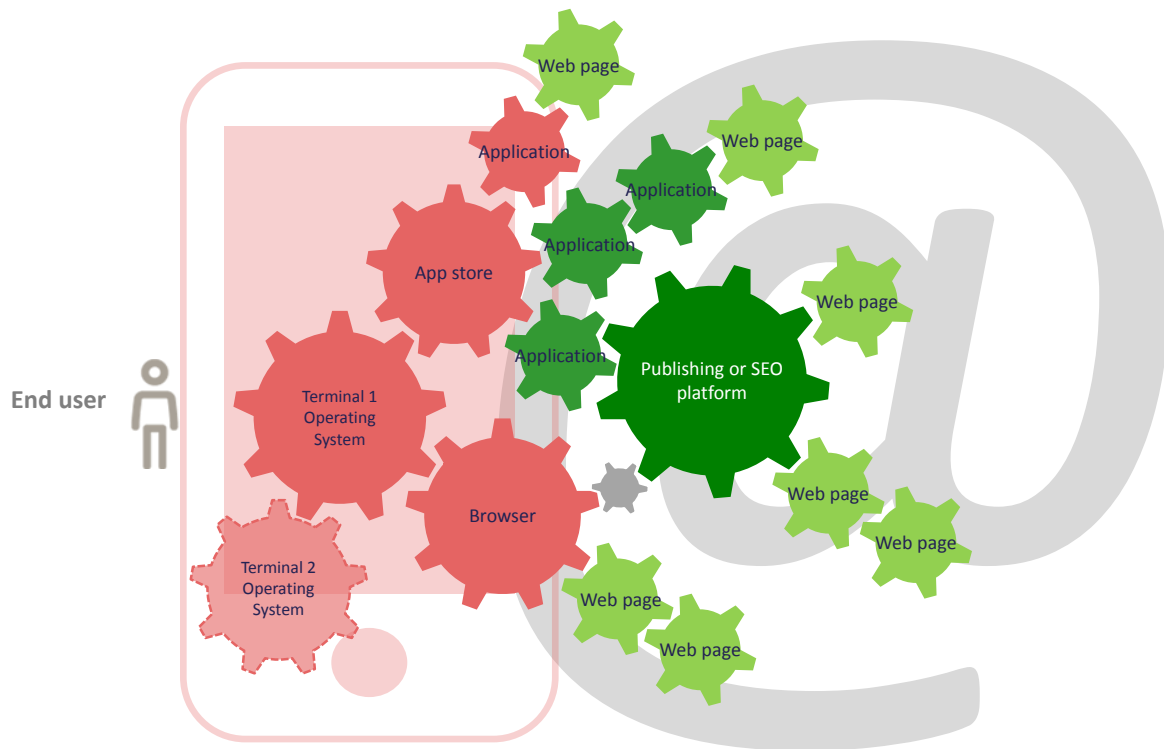 Web page
Web page
Application
Application
Application
App store
Web page
Application
Publishing or SEO
platform
End user
Terminal 1
Operating
System
Web page
Browser
Web page
Terminal 2
Operating
System
Web page
Web page